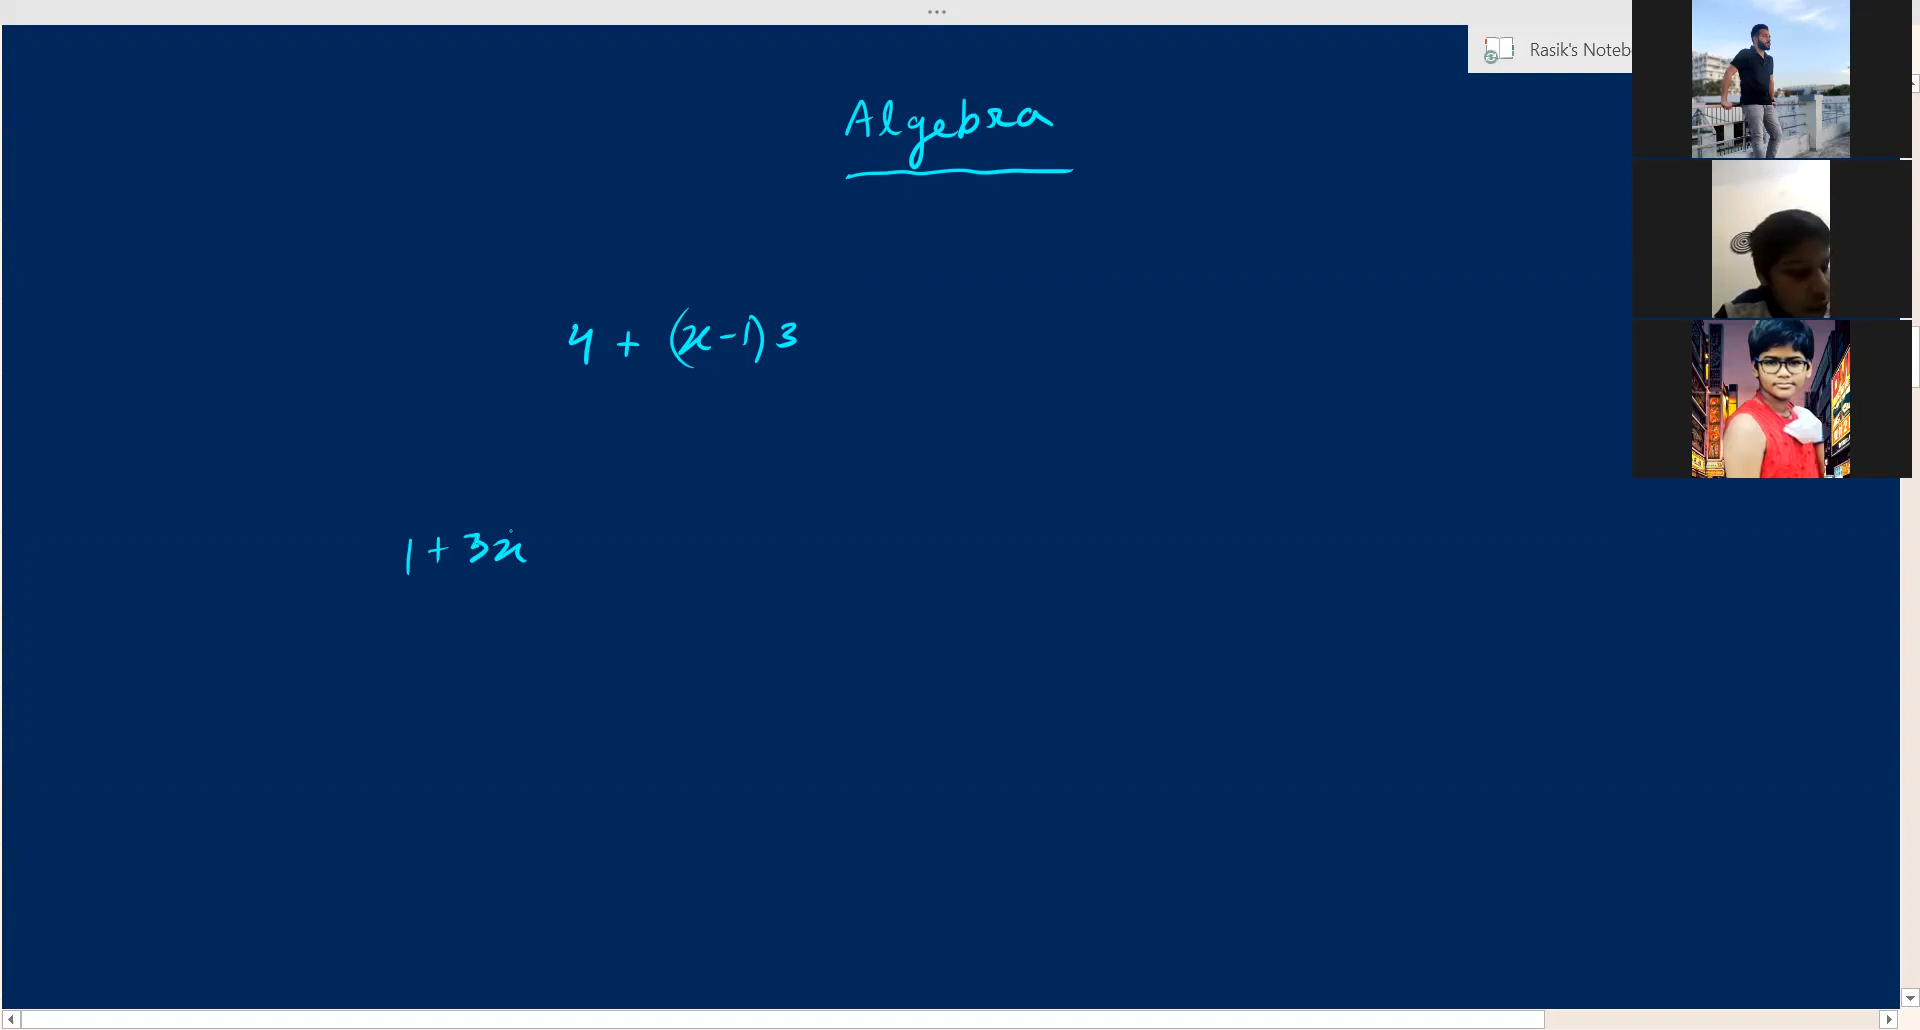 Rasik's Noteb
Algebra
4 + (x-1) 3
1 + 3x